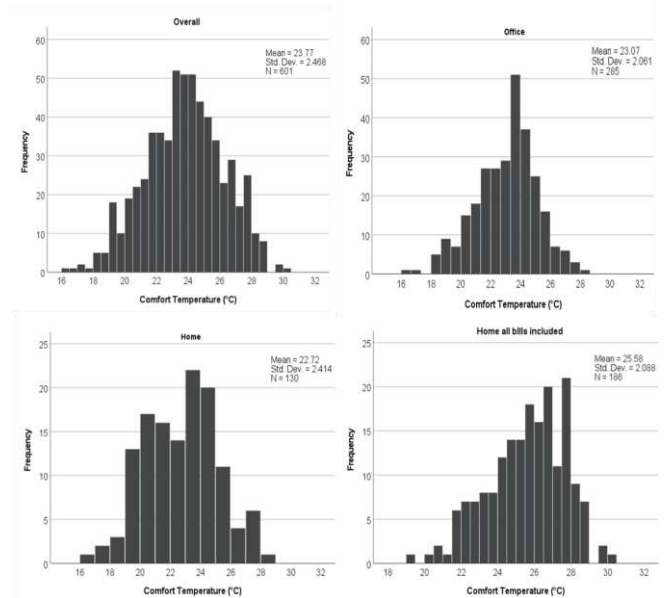 Overall
Mean = 23.77
Std. Dev. = 2.468
N = 601
60
50
40
30
20
10
0
Frequency
16 18 20 22 24 26 28 30 32
Comfort Temperature (°C)
Office
Mean = 23.07
Std. Dev. = 2.061
N = 285
60
50
40
30
20
10
0
Frequency
16 18 20 22 24 26 28 30 32
Comfort Temperature (°C)
Home
Mean = 22.72
Std. Dev. = 2.414
N = 130
25
20
15
10
5
0
Frequency
16 18 20 22 24 26 28 30 32
Comfort Temperature (°C)
Home all bills included
Mean = 25.58
Std. Dev. = 2.088
N = 186
25
20
15
10
5
0
Frequency
18 20 22 24 26 28 30 32
Comfort Temperature (°C)